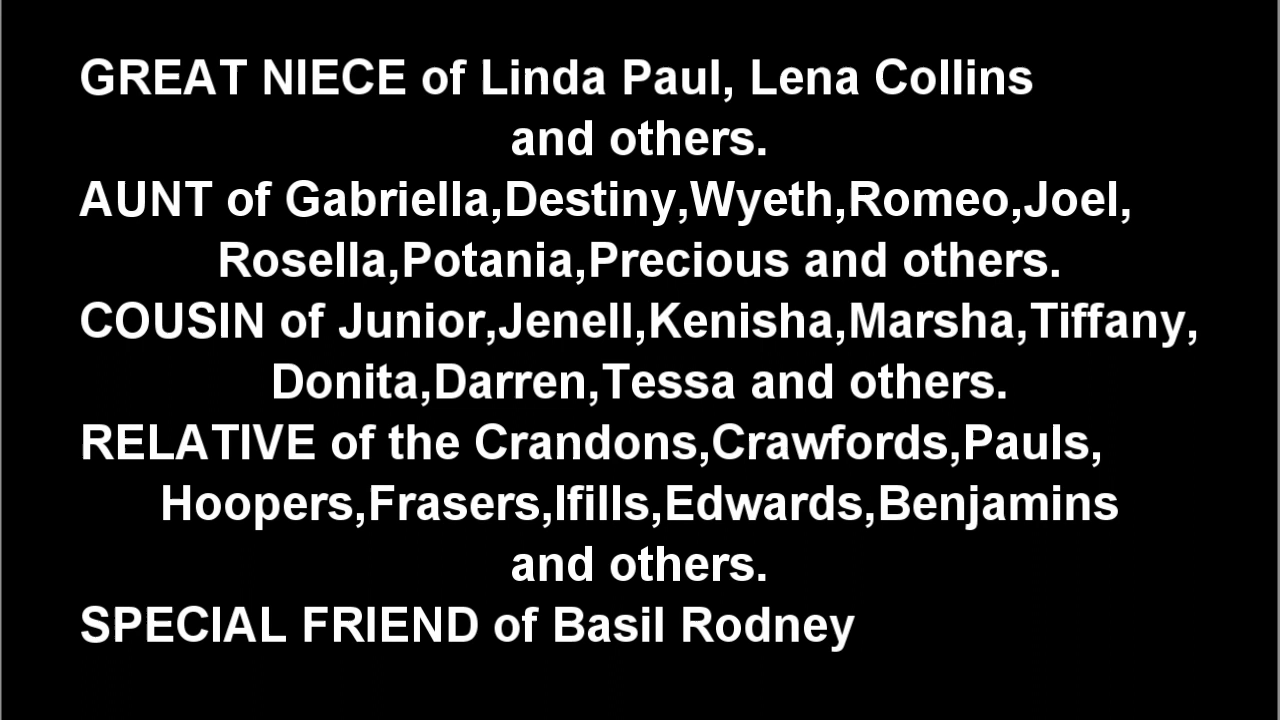 GREAT NIECE of Linda Paul, Lena Collins
and others.
AUNT of Gabriella,Destiny,Wyeth,Romeo,Joel,
Rosella,Potania,Precious and others.
COUSIN of Junior,Jenell,Kenisha,Marsha,Tiffany,
Donita,Darren,Tessa and others.
RELATIVE of the Crandons,Crawfords,Pauls,
Hoopers,Frasers,Ifills,Edwards,Benjamins
and others.
SPECIAL FRIEND of Basil Rodney